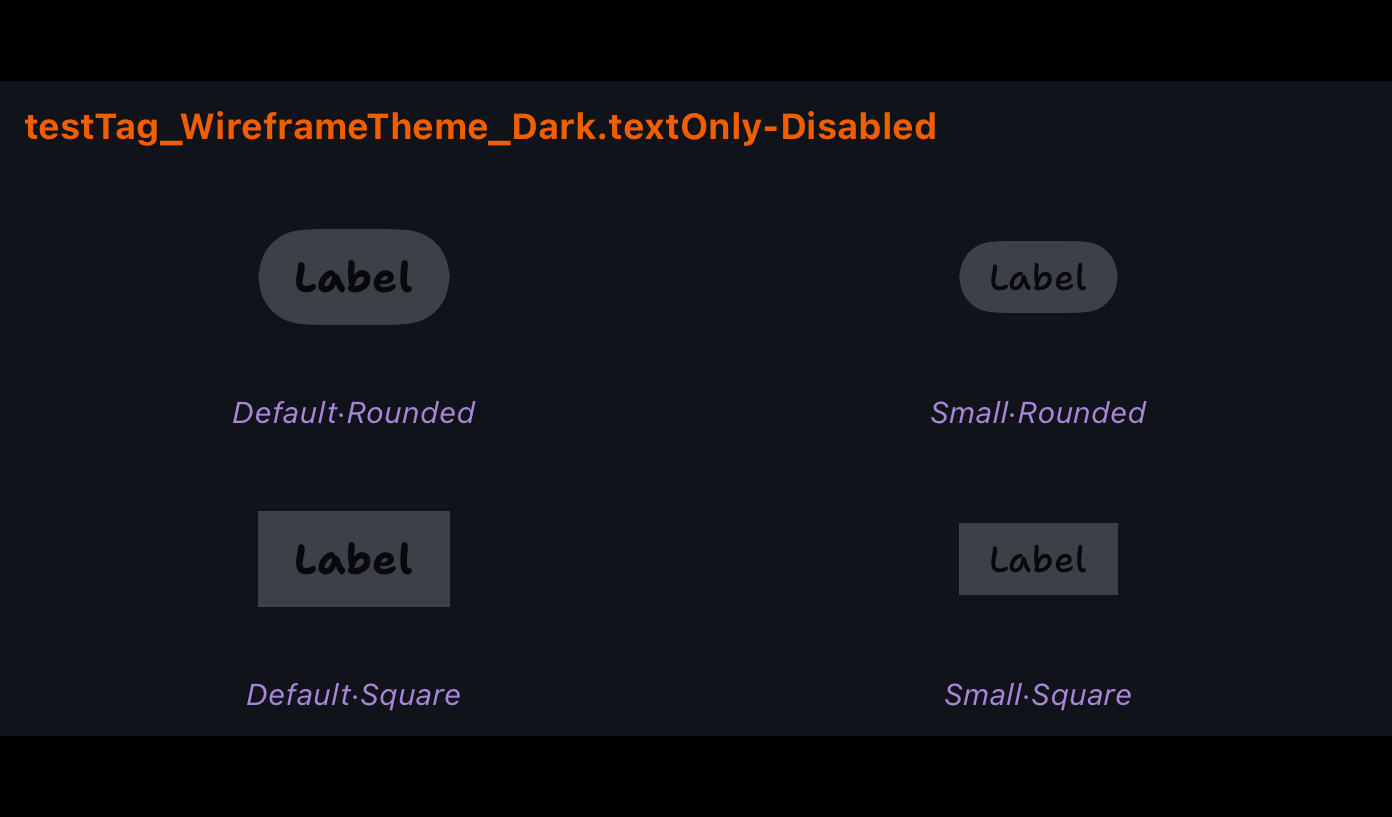 testTag_WireframeTheme_Dark.textOnly-Disabled
Label
Label
Default·Rounded
Small·Rounded
Label
Label
Default·Square
Small·Square